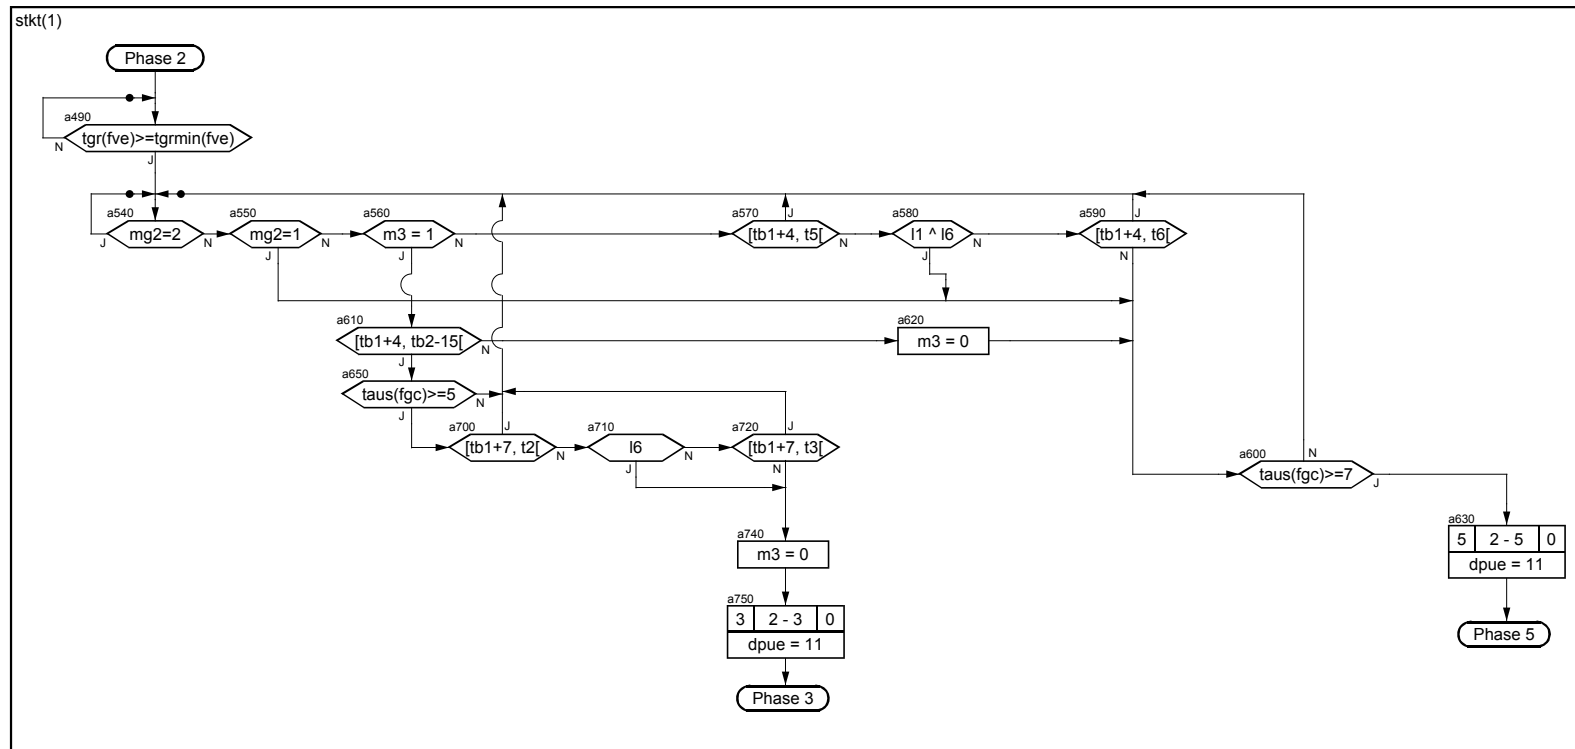 stkt(1)
Phase 2
a490
tgr(fve)>=tgrmin(fve)
N
J
a540
mg2=2
J
N
a550
mg2=1
N
J
a560
m3 = 1
N
J
a570
[tb1+4, t5[
J
N
a580
l1 ^ l6
N
J
a590
[tb1+4, t6[
J
N
a610
[tb1+4, tb2-15[
N
J
a620
m3 = 0
a650
taus(fgc)>=5
N
J
a700
[tb1+7, t2[
J
N
a710
l6
N
J
a720
[tb1+7, t3[
J
N
a600
taus(fgc)>=7
N
J
a630
5 2 - 5 0
dpue = 11
Phase 5
a740
m3 = 0
a750
3 2 - 3 0
dpue = 11
Phase 3